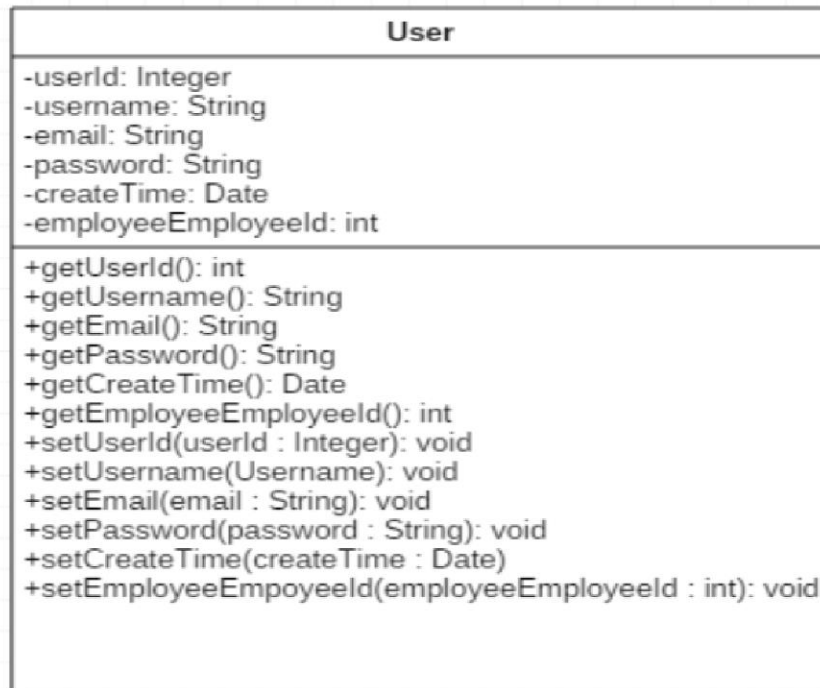 User
-userId: Integer
-username: String
-email: String
-password: String
-createTime: Date
-employeeEmployeeId: int
+getUserId(): int
+getUsername(): String
+getEmail(): String
+getPassword(): String
+getCreateTime(): Date
+getEmployeeEmployeeId(): int
+setUserId(userId : Integer): void
+setUsername(Username): void
+setEmail(email : String): void
+setPassword(password : String): void
+setCreateTime(createTime : Date)
+setEmployeeEmpoyeeId(employeeEmployeeId : int): void